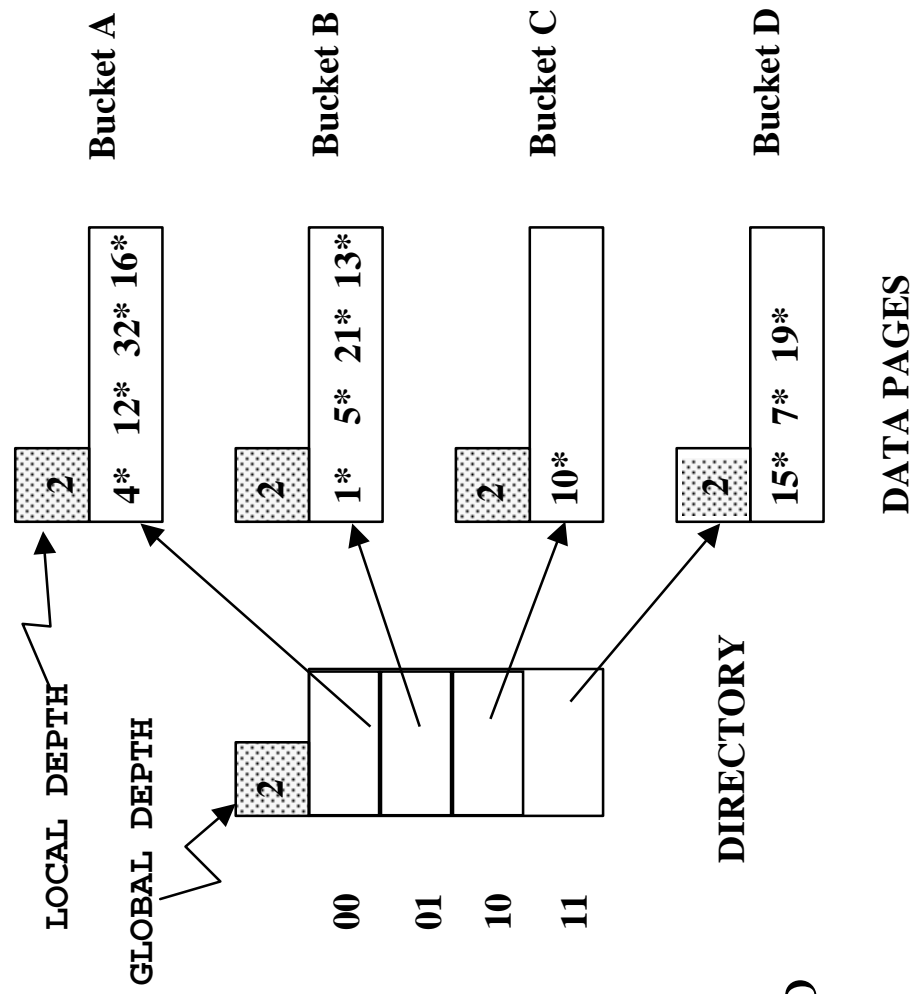 LOCAL DEPTH
GLOBAL DEPTH
2
00
01
10
11
DIRECTORY
2
4* 12* 32* 16*
Bucket A
2
1* 5* 21* 13*
Bucket B
2
10*
Bucket C
2
15* 7* 19*
Bucket D
DATA PAGES
)